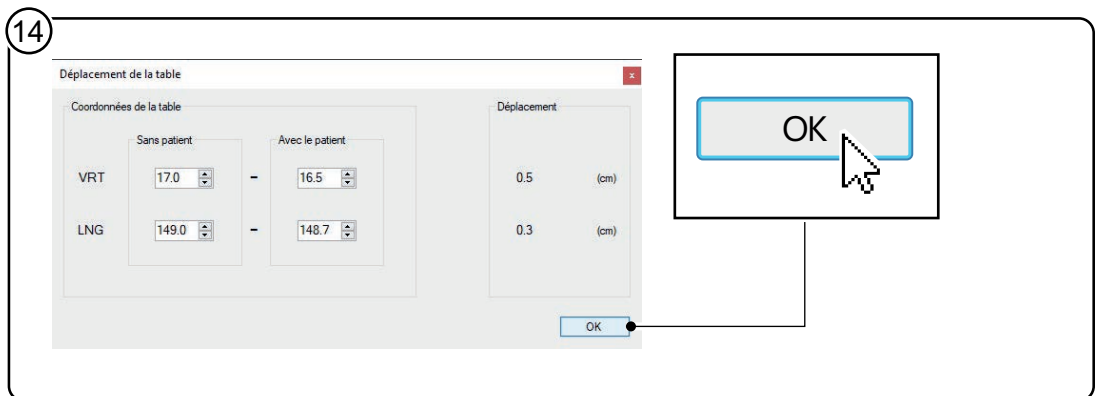 14
Déplacement de la table
x
Coordonnées de la table
Déplacement
Sans patient
Avec le patient
VRT 17.0 - 16.5 0.5 (cm)
LNG 149.0 - 148.7 0.3 (cm)
OK
OK